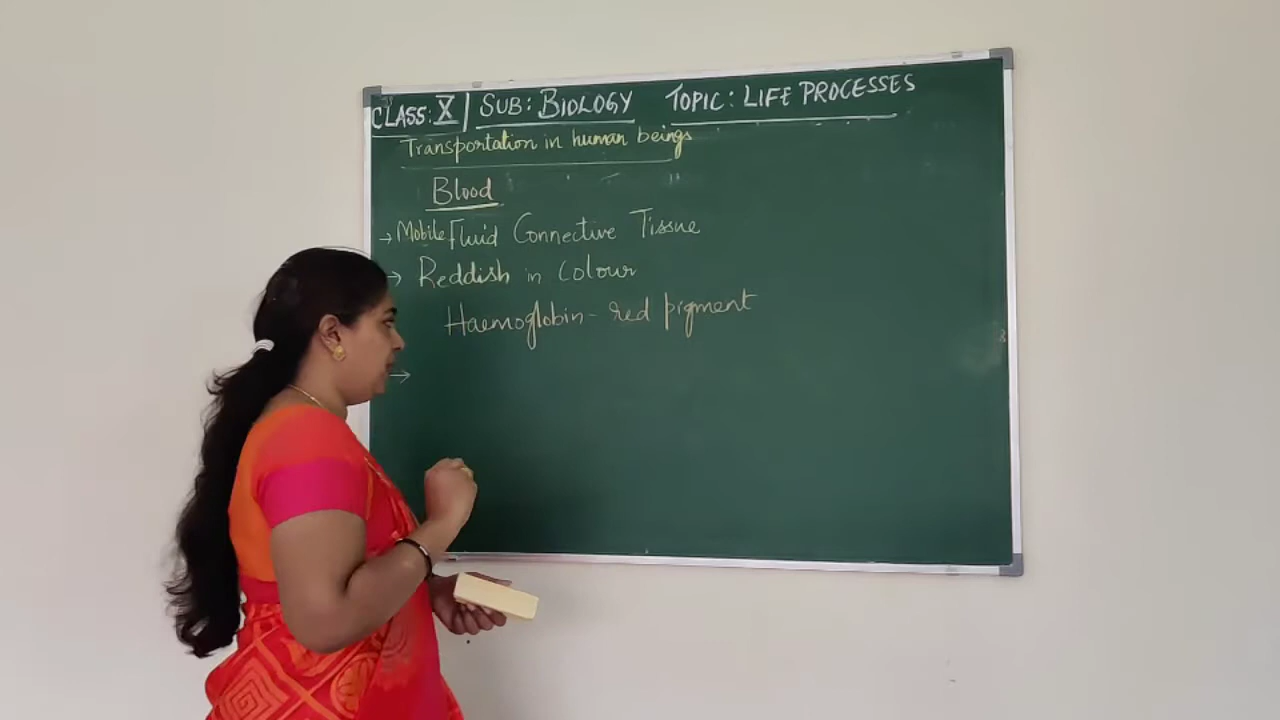 CLASS: X | SUB: BIOLOGY TOPIC: LIFE PROCESSES
Transportation in human beings
Blood
→ Mobile Fluid Connective Tissue
→ Reddish in Colour
Haemoglobin - red pigment
→